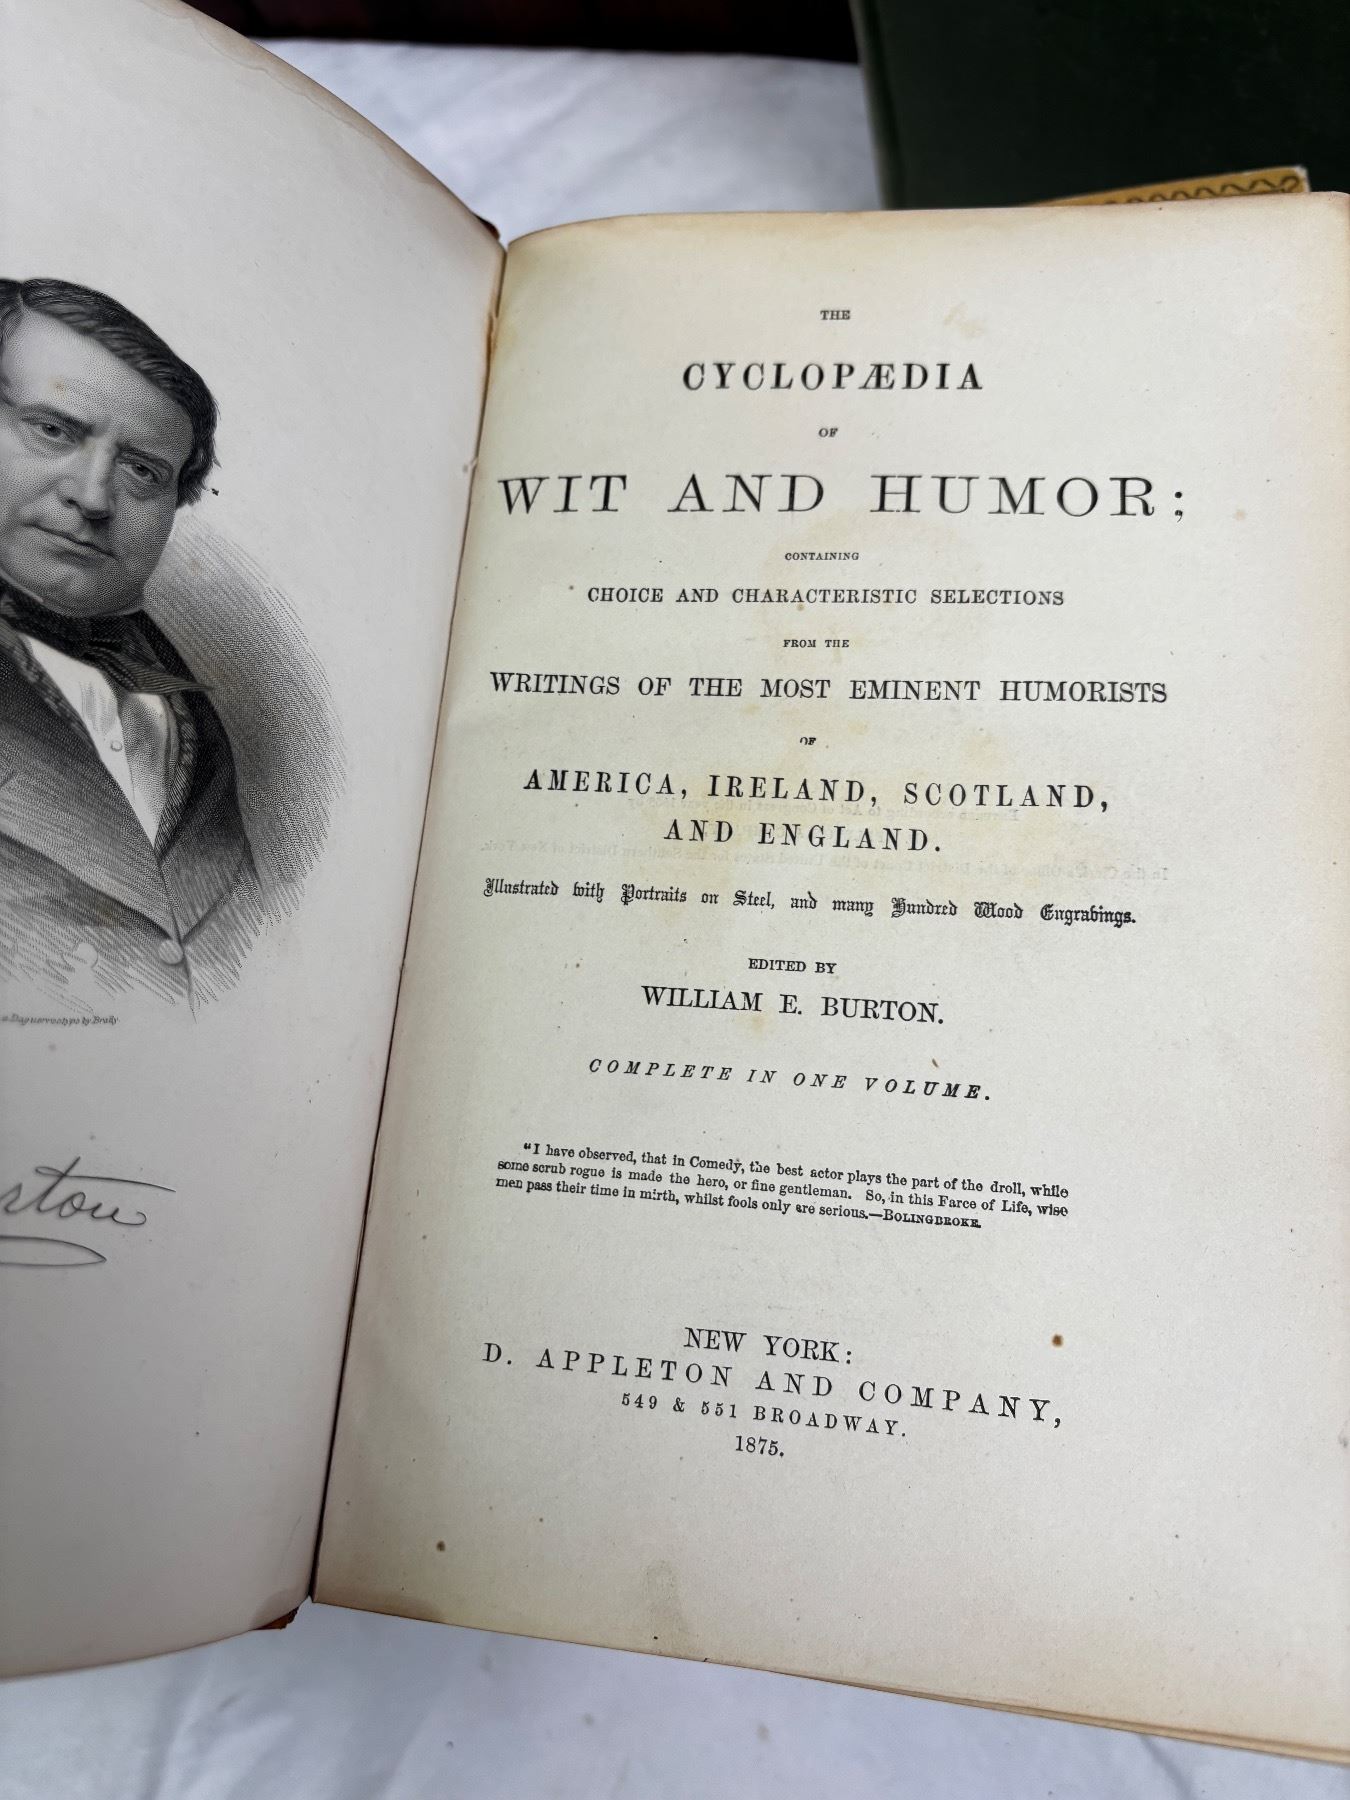 a Daguerreotype by Brady
rton
THE
CYCLOPÆDIA
OF
WIT AND HUMOR;
CONTAINING
CHOICE AND CHARACTERISTIC SELECTIONS
FROM THE
WRITINGS OF THE MOST EMINENT HUMORISTS
OF
AMERICA, IRELAND, SCOTLAND,
AND ENGLAND.
Illustrated with Portraits on Steel, and many Hundred Wood Engravings.
EDITED BY
WILLIAM E. BURTON.
COMPLETE IN ONE VOLUME.
"I have observed, that in Comedy, the best actor plays the part of the droll, while
some scrub rogue is made the hero, or fine gentleman. So, in this Farce of Life, wise
men pass their time in mirth, whilst fools only are serious.—BOLINGBROKE.
NEW YORK:
D. APPLETON AND COMPANY,
549 & 551 BROADWAY.
1875.